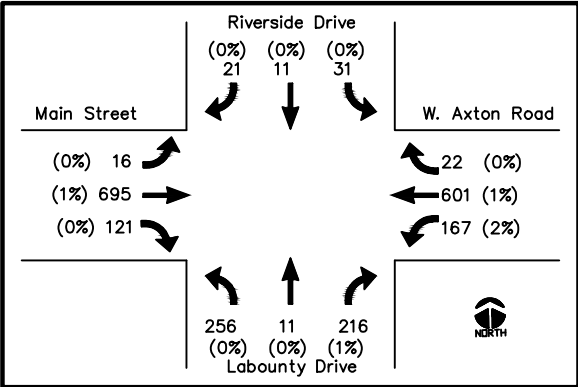 Riverside Drive
(0%) (0%) (0%)
21 11 31
Main Street
W. Axton Road
(0%) 16
22 (0%)
(1%) 695
601 (1%)
(0%) 121
167 (2%)
256 11 216
(0%) (0%) (1%)
Labounty Drive
NORTH